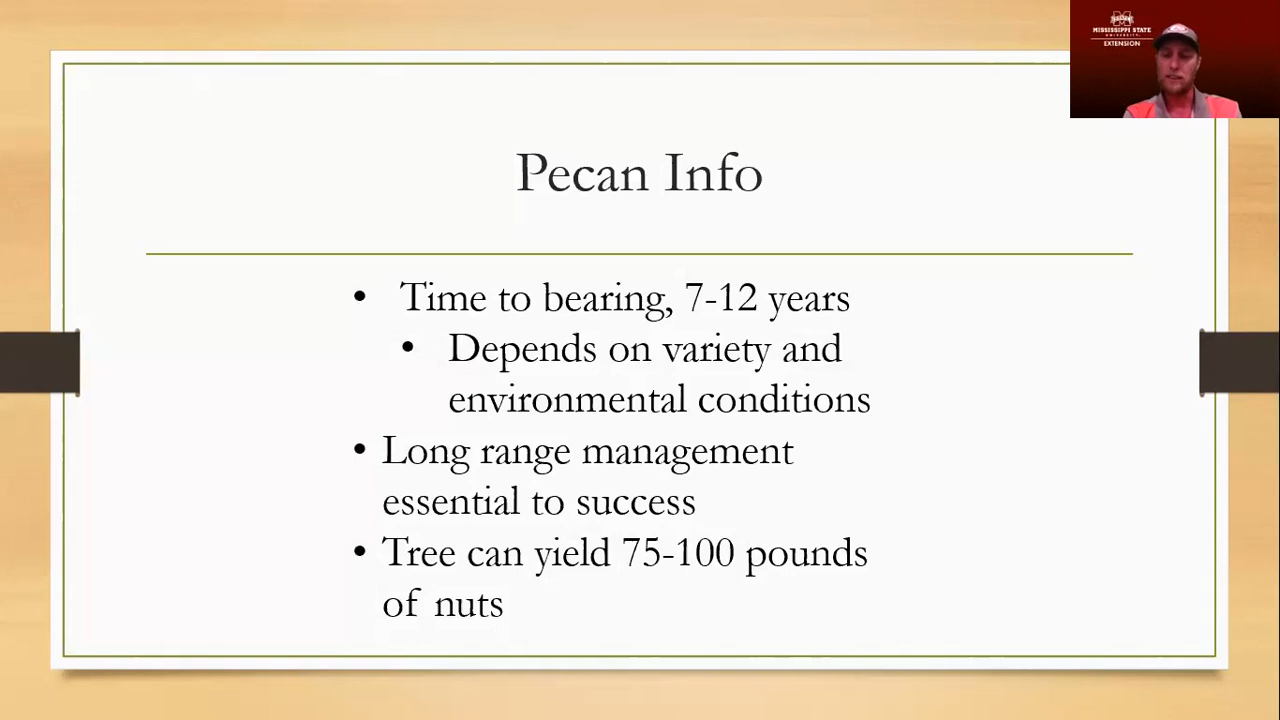 MISSISSIPPI STATE
UNIVERSITY
EXTENSION
Pecan Info
• Time to bearing, 7-12 years
• Depends on variety and
environmental conditions
• Long range management
essential to success
• Tree can yield 75-100 pounds
of nuts